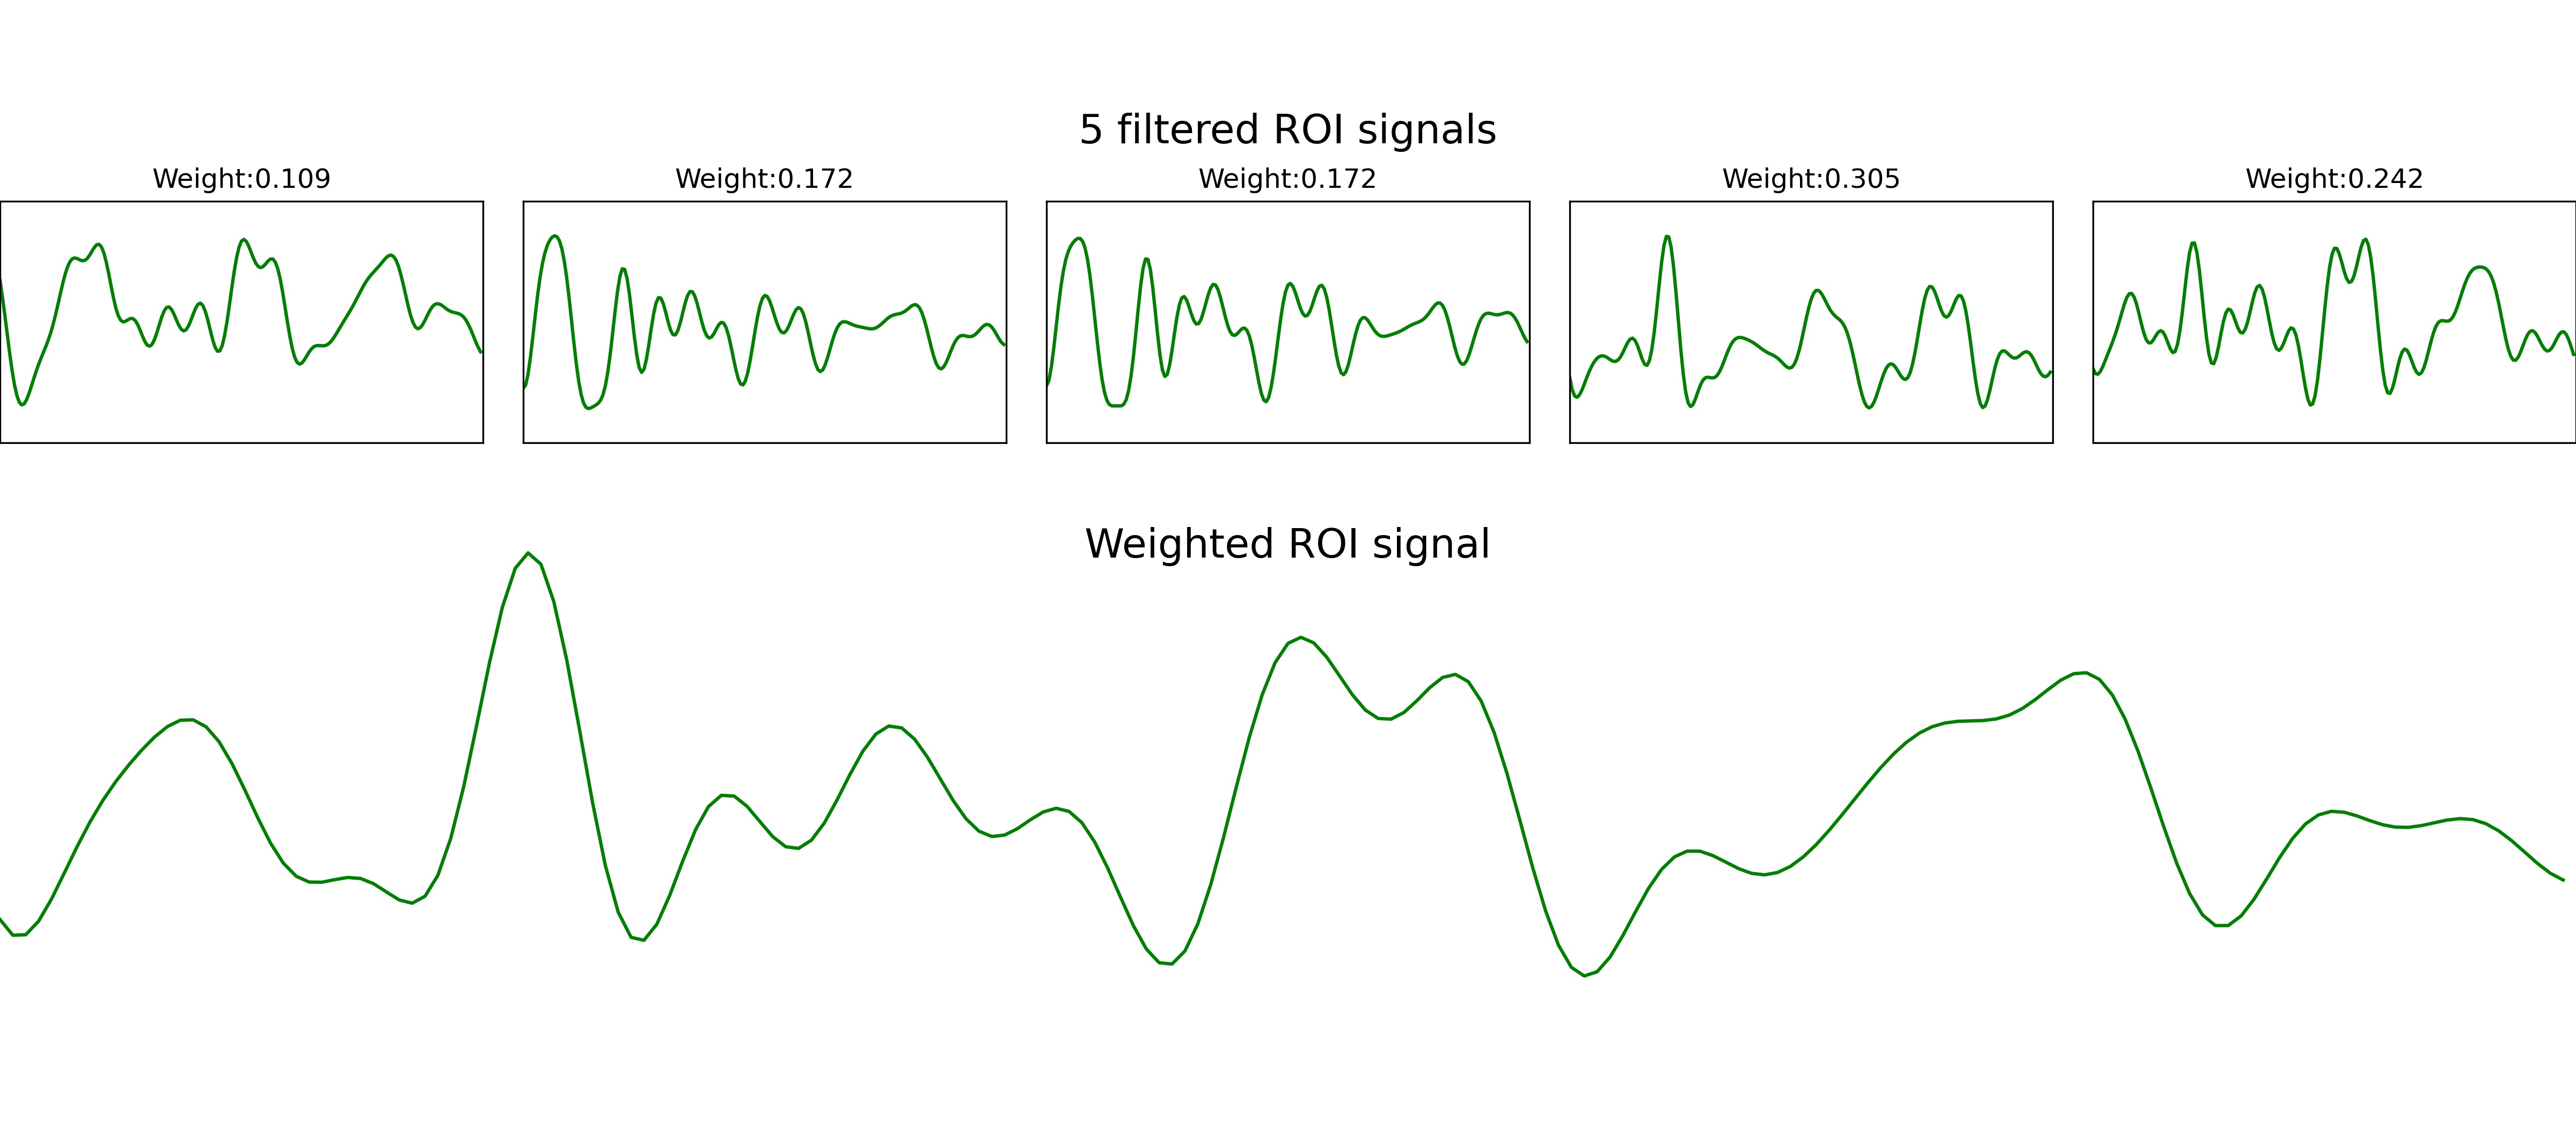 5 filtered ROI signals
Weight:0.109
Weight:0.172
Weight:0.172
Weight:0.305
Weight:0.242
Weighted ROI signal